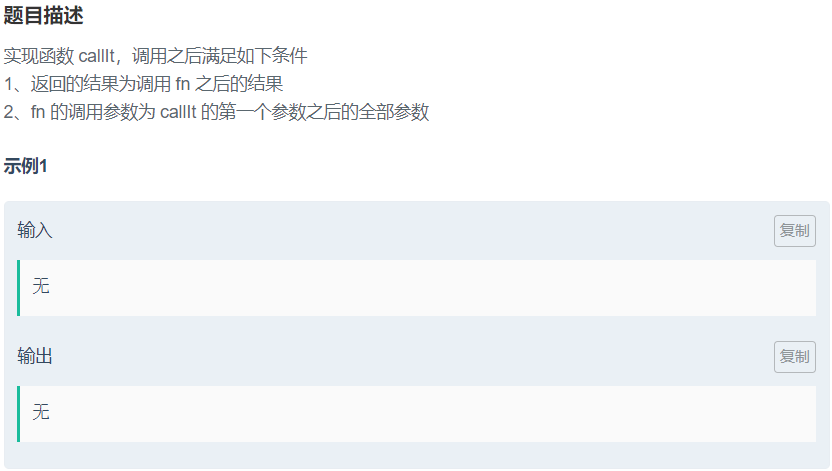 题目描述
实现函数 callIt，调用之后满足如下条件
1、返回的结果为调用 fn 之后的结果
2、fn 的调用参数为 callIt 的第一个参数之后的全部参数
示例1
输入
复制
无
输出
复制
无